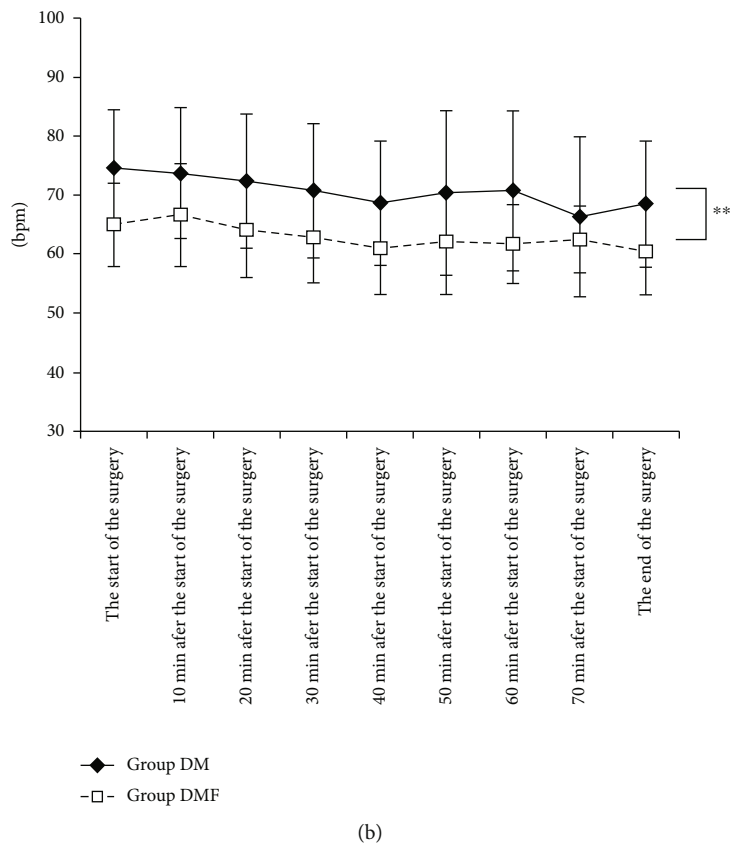 100
90
80
70
60
50
40
30
(bpm)
**
The start of the surgery
10 min afer the start of the surgery
20 min afer the start of the surgery
30 min afer the start of the surgery
40 min afer the start of the surgery
50 min afer the start of the surgery
60 min afer the start of the surgery
70 min afer the start of the surgery
The end of the surgery
Group DM
Group DMF
(b)